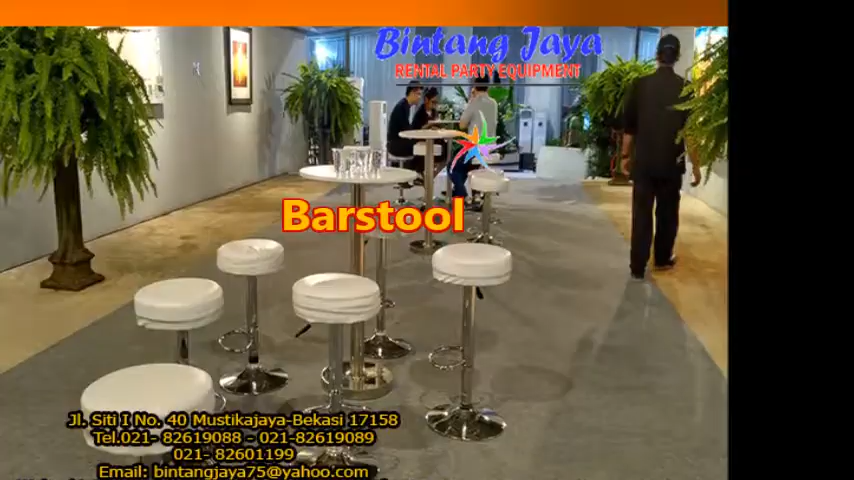 Bintang Jaya
RENTAL PARTY EQUIPMENT
Barstool
Jl. Siti I No. 40 Mustikajaya-Bekasi 17158
Tel.021- 82619088 - 021-82619089
021- 82601199
Email: bintangjaya75@yahoo.com